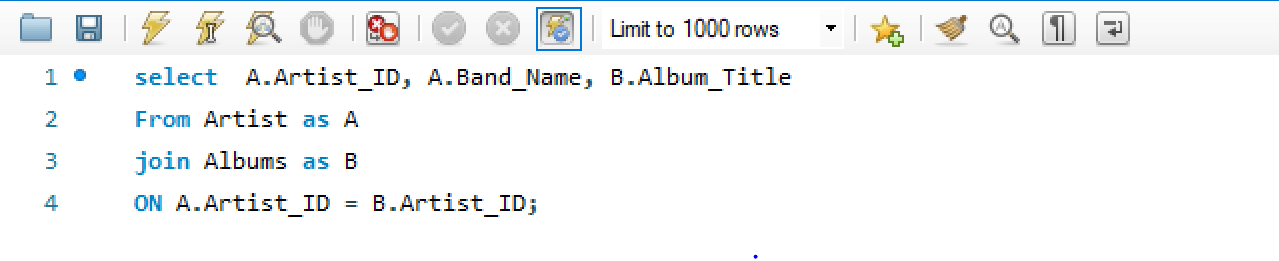 Limit to 1000 rows
1 select A.Artist_ID, A.Band_Name, B.Album_Title
2 From Artist as A
3 join Albums as B
4 ON A.Artist_ID = B.Artist_ID;